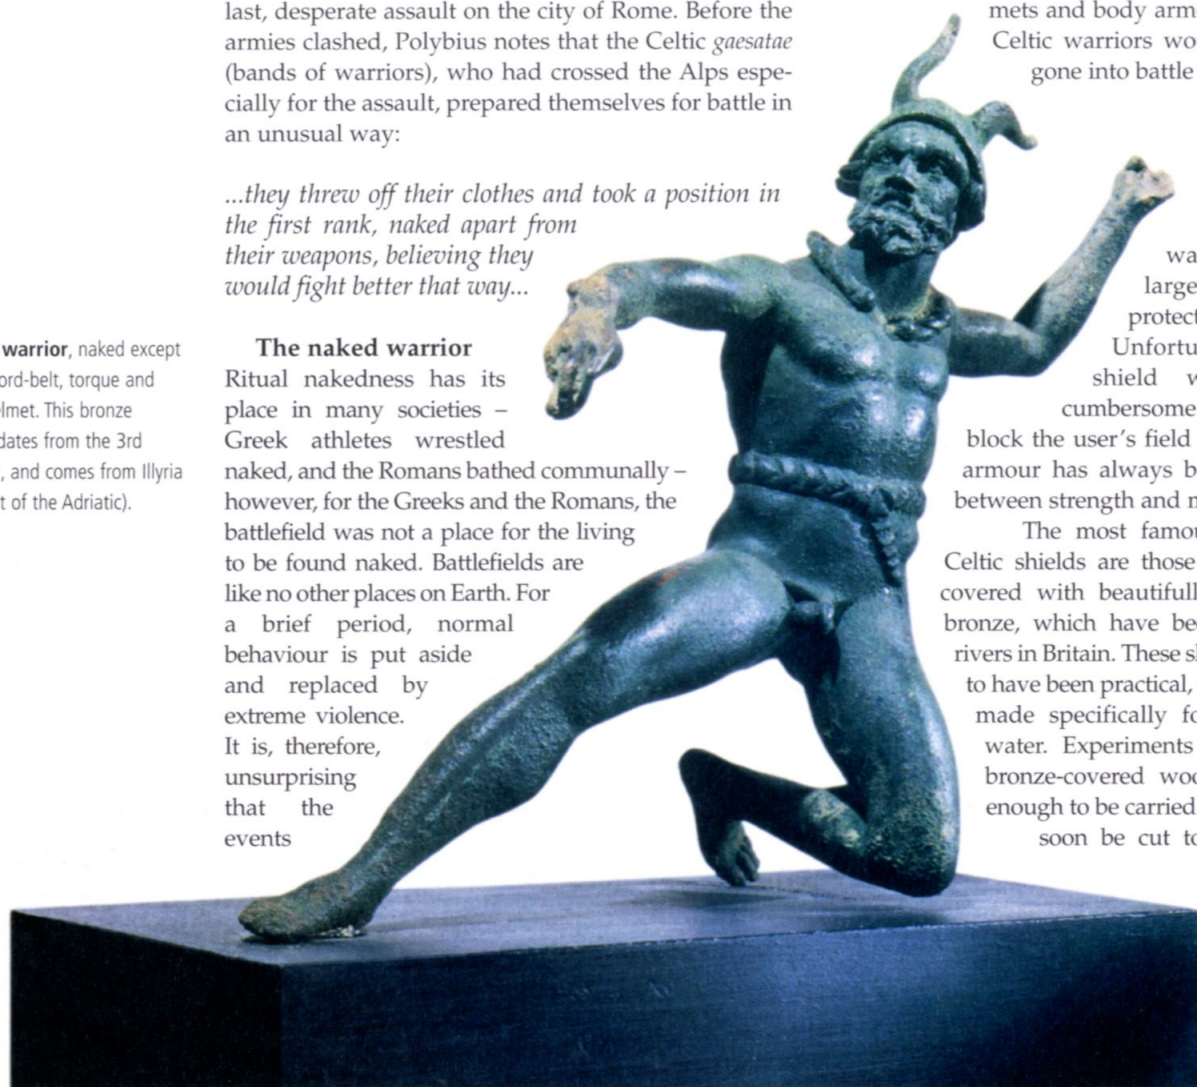 last, desperate assault on the city of Rome. Before the
armies clashed, Polybius notes that the Celtic gaesatae
(bands of warriors), who had crossed the Alps espe-
cially for the assault, prepared themselves for battle in
an unusual way:
...they threw off their clothes and took a position in
the first rank, naked apart from
their weapons, believing they
would fight better that way...
The naked warrior
Ritual nakedness has its
place in many societies –
Greek athletes wrestled
naked, and the Romans bathed communally –
however, for the Greeks and the Romans, the
battlefield was not a place for the living
to be found naked. Battlefields are
like no other places on Earth. For
a brief period, normal
behaviour is put aside
and replaced by
extreme violence.
It is, therefore,
unsurprising
that the
events
warrior, naked except
ord-belt, torque and
lmet. This bronze
dates from the 3rd
, and comes from Illyria
t of the Adriatic).
mets and body arm
Celtic warriors wo
gone into battle
wa
large
protect
Unfortu
shield w
cumbersome
block the user's field
armour has always b
between strength and m
The most famou
Celtic shields are those
covered with beautifull
bronze, which have bee
rivers in Britain. These s
to have been practical,
made specifically fo
water. Experiments
bronze-covered woo
enough to be carried
soon be cut to